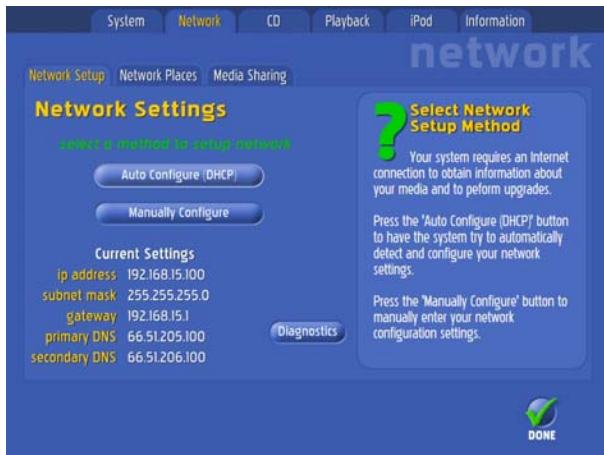 System Network CD Playback iPod Information
network
Network Setup Network Places Media Sharing
Network Settings
select a method to setup network
Auto Configure (DHCP)
Manually Configure
Current Settings
ip address 192.168.15.100
subnet mask 255.255.255.0
gateway 192.168.15.1
primary DNS 66.51.205.100
secondary DNS 66.51.206.100
Diagnostics
?
Select Network
Setup Method
Your system requires an Internet
connection to obtain information about
your media and to peform upgrades.
Press the 'Auto Configure (DHCP)' button
to have the system try to automatically
detect and configure your network
settings.
Press the 'Manually Configure' button to
manually enter your network
configuration settings.
DONE